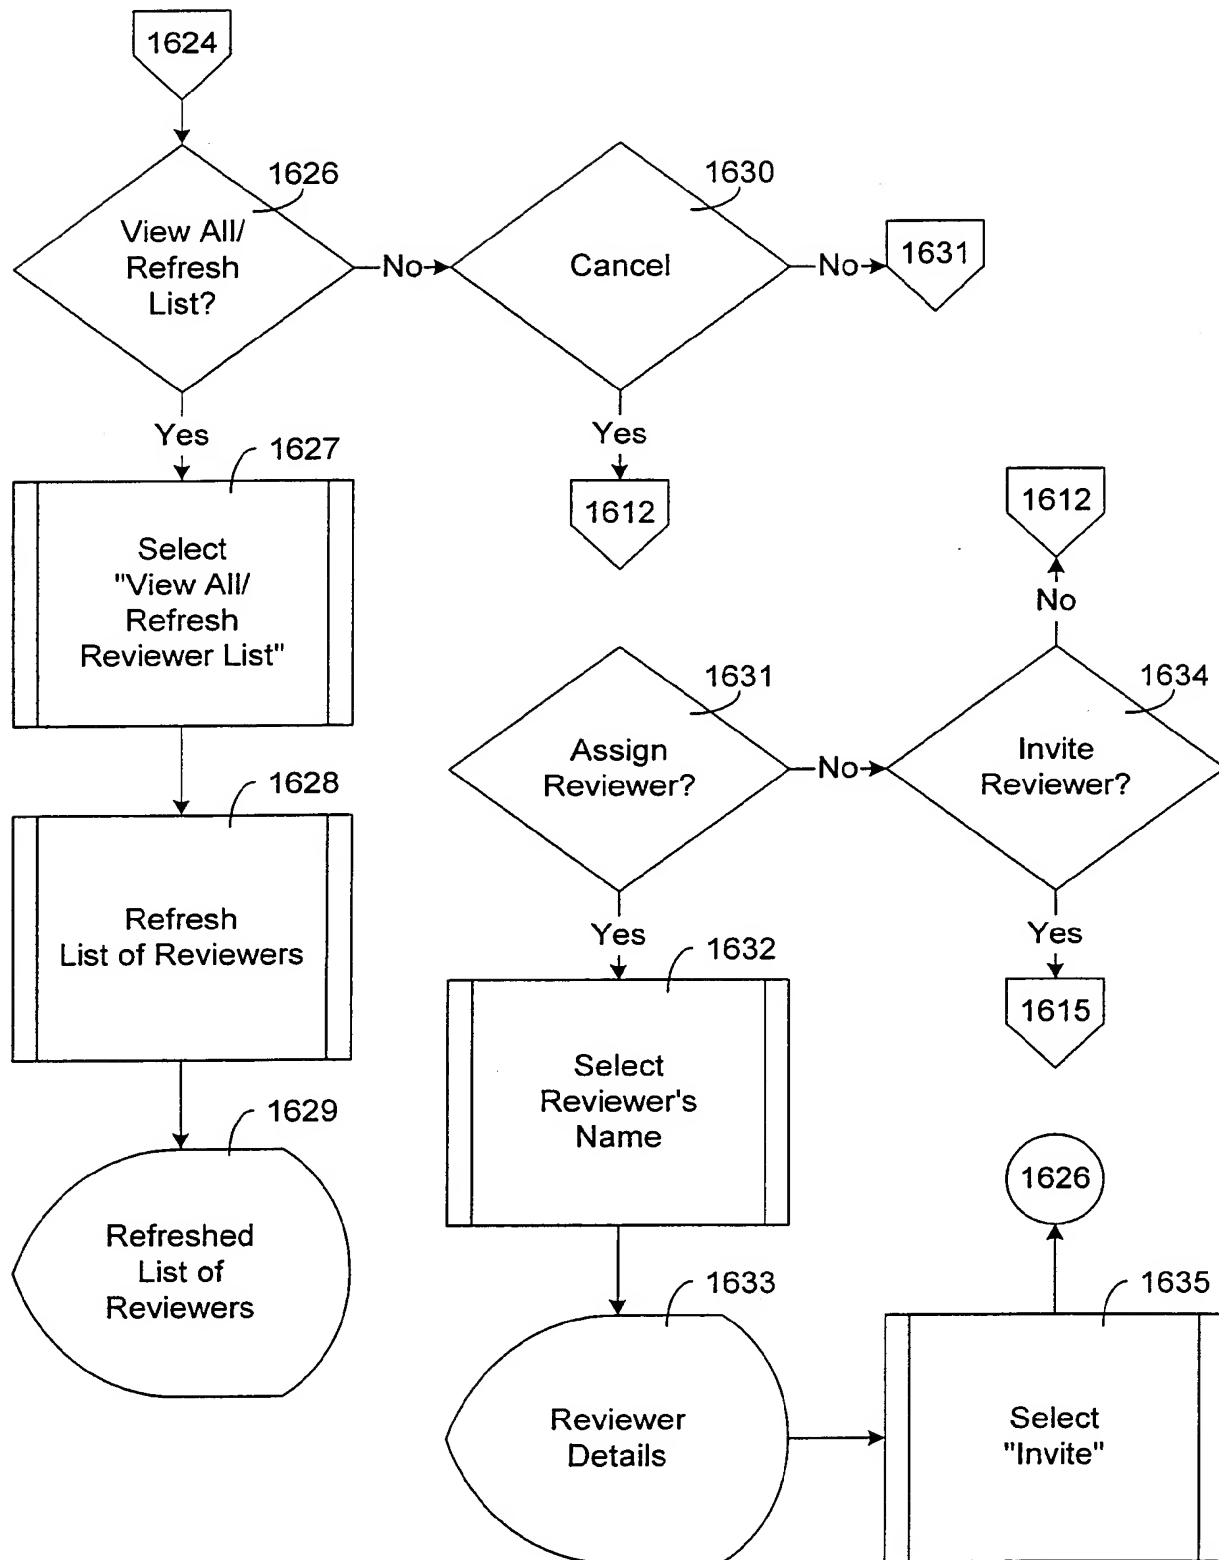 1624
1626
View All/
Refresh
List?
No
1630
Cancel
No
1631
Yes
Yes
1612
1627
Select
"View All/
Refresh
Reviewer List"
1612
No
1631
Assign
Reviewer?
No
1634
Invite
Reviewer?
1628
Refresh
List of Reviewers
Yes
Yes
1615
1632
Select
Reviewer's
Name
1629
Refreshed
List of
Reviewers
1626
1633
Reviewer
Details
1635
Select
"Invite"